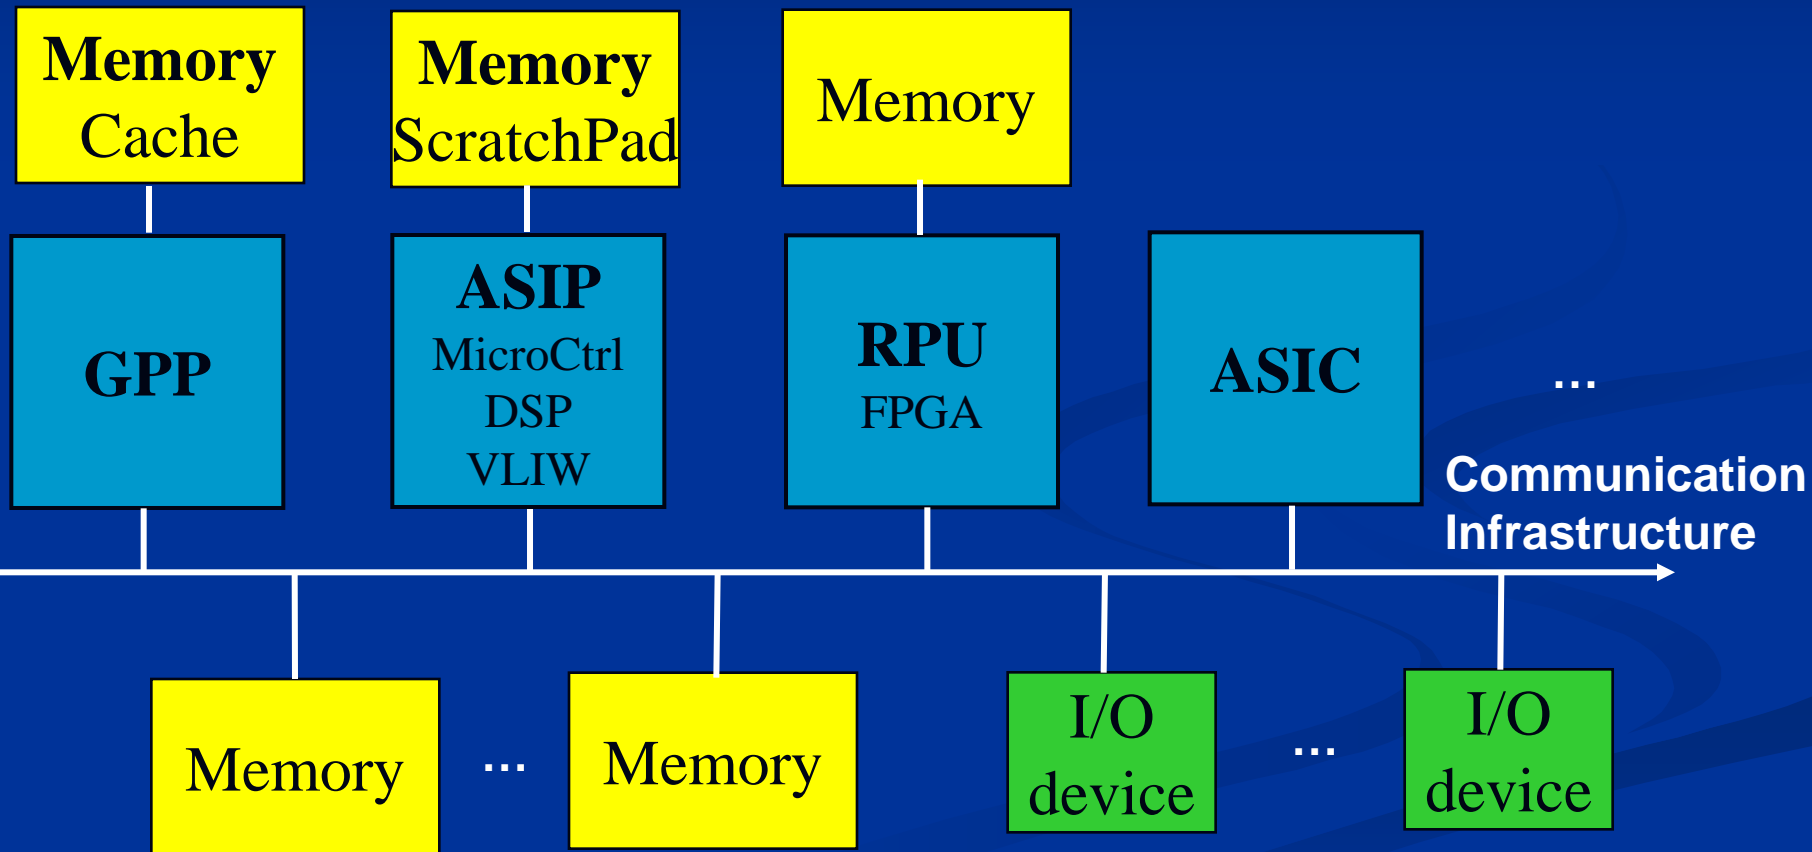 Memory
Cache
Memory
ScratchPad
Memory
GPP
ASIP
MicroCtrl
DSP
VLIW
RPU
FPGA
ASIC
...
Communication
Infrastructure
Memory
...
Memory
I/O
device
...
I/O
device